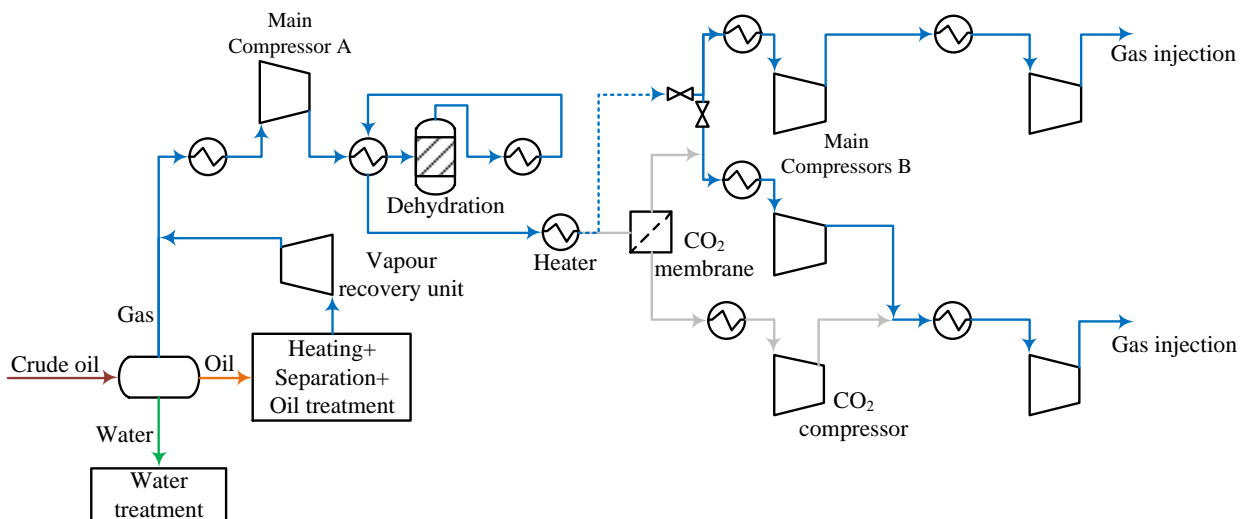 Main
Compressor A
Gas injection
Main
Compressors B
Dehydration
Heater
CO2
membrane
Vapour
recovery unit
Gas
Crude oil
Oil
Heating+
Separation+
Oil treatment
Gas injection
CO2
compressor
Water
Water
treatment